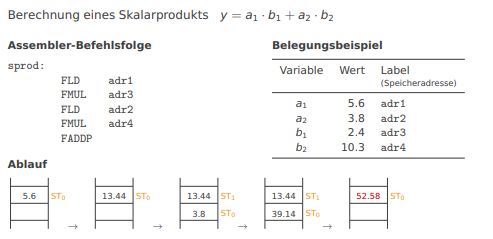 Berechnung eines Skalarprodukts y = a₁ · b₁ + a₂ · b₂
Assembler-Befehlsfolge
sprod:
FLD adr1
FMUL adr3
FLD adr2
FMUL adr4
FADDP
Belegungsbeispiel
Variable Wert Label
(Speicheradresse)
a₁ 5.6 adr1
a₂ 3.8 adr2
b₁ 2.4 adr3
b₂ 10.3 adr4
Ablauf
5.6 ST₀ → 13.44 ST₀ → 13.44 ST₁ → 13.44 ST₁ → 52.58 ST₀
3.8 ST₀ 39.14 ST₀